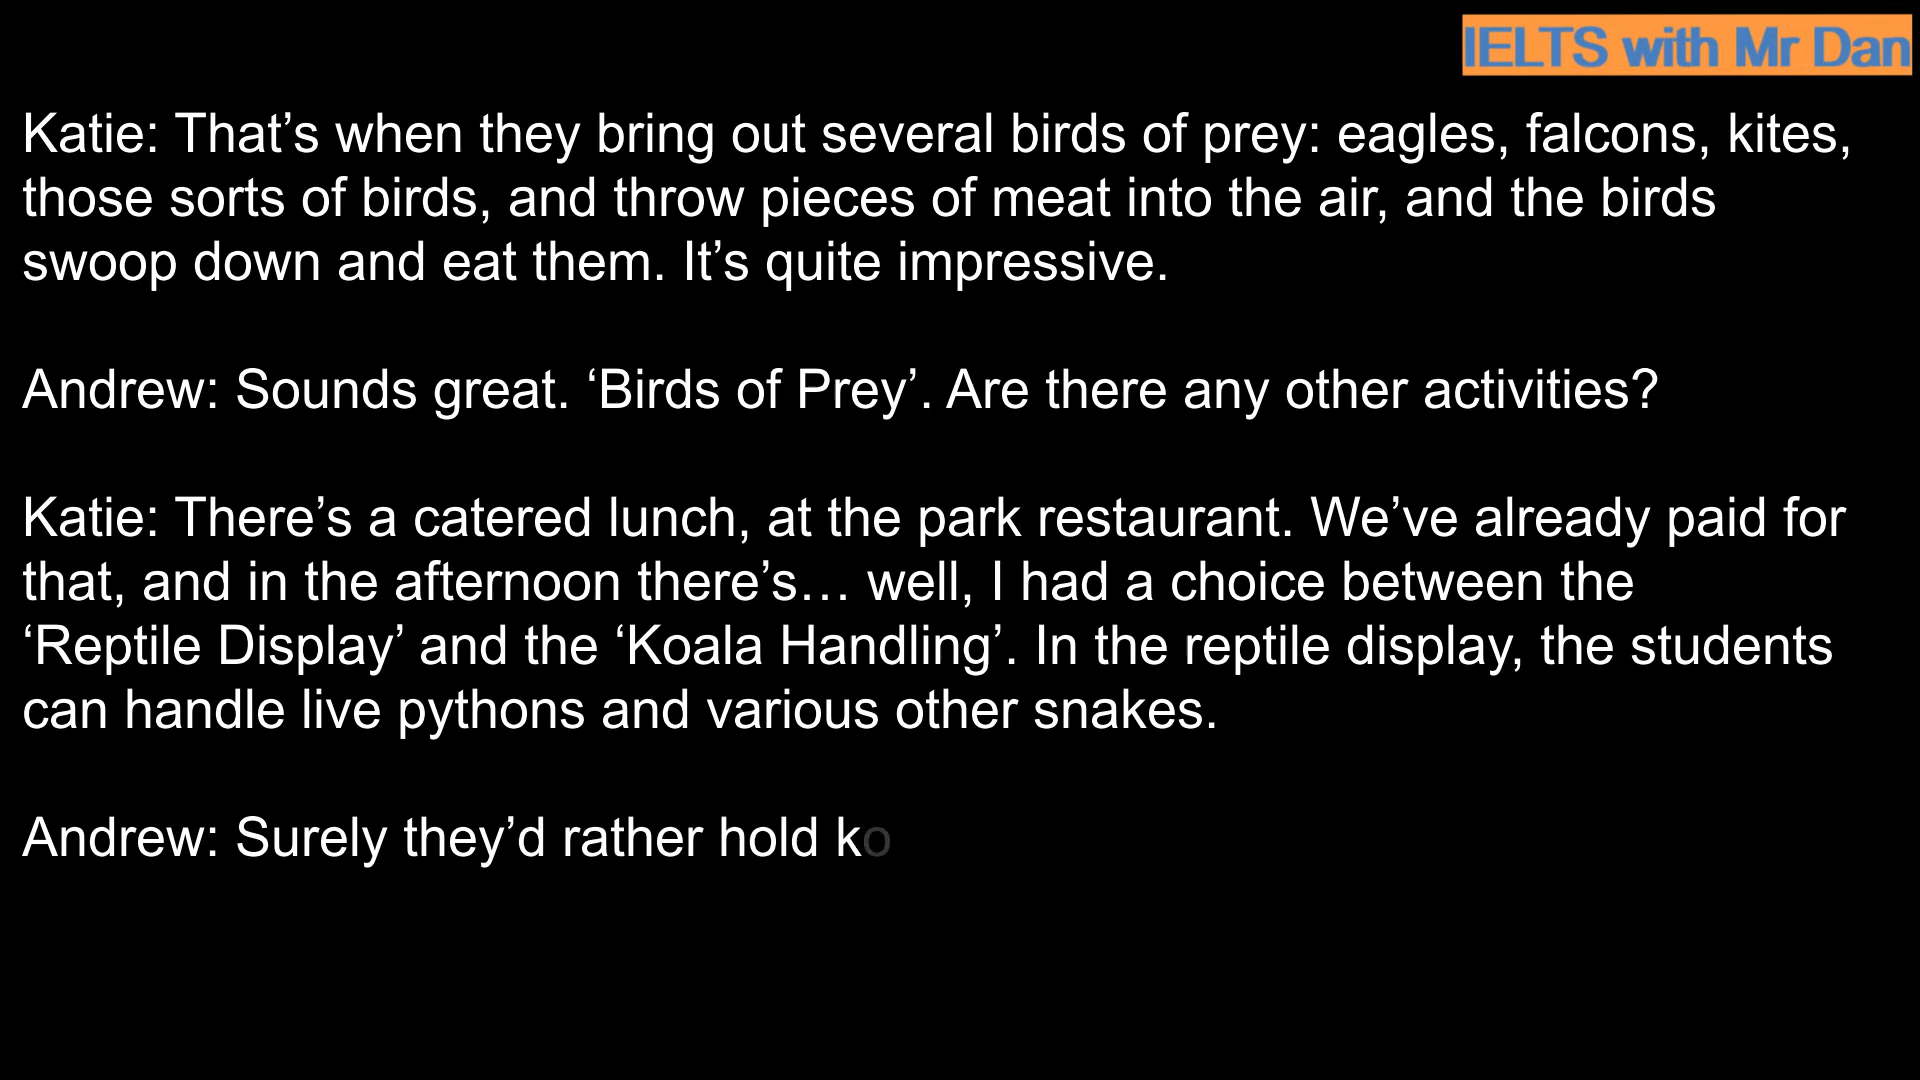 IELTS with Mr Dan
Katie: That’s when they bring out several birds of prey: eagles, falcons, kites,
those sorts of birds, and throw pieces of meat into the air, and the birds
swoop down and eat them. It’s quite impressive.
Andrew: Sounds great. ‘Birds of Prey’. Are there any other activities?
Katie: There’s a catered lunch, at the park restaurant. We’ve already paid for
that, and in the afternoon there’s… well, I had a choice between the
‘Reptile Display’ and the ‘Koala Handling’. In the reptile display, the students
can handle live pythons and various other snakes.
Andrew: Surely they’d rather hold ko